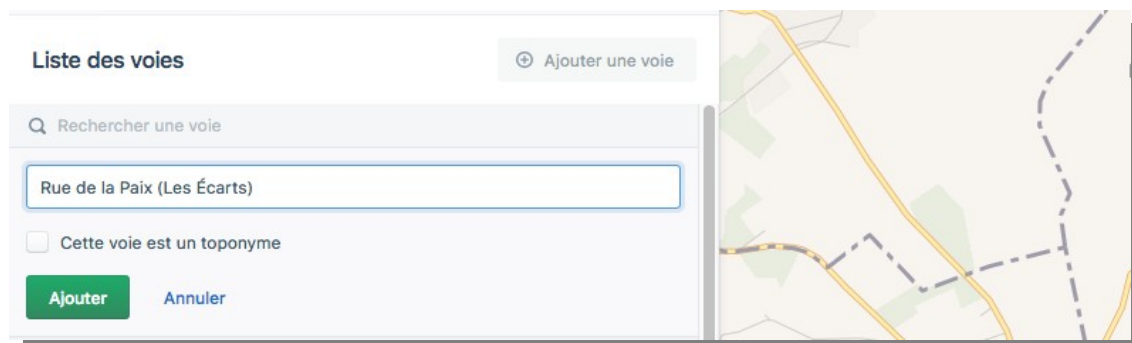 Liste des voies
Ajouter une voie
Rechercher une voie
Rue de la Paix (Les Écarts)
Cette voie est un toponyme
Ajouter
Annuler